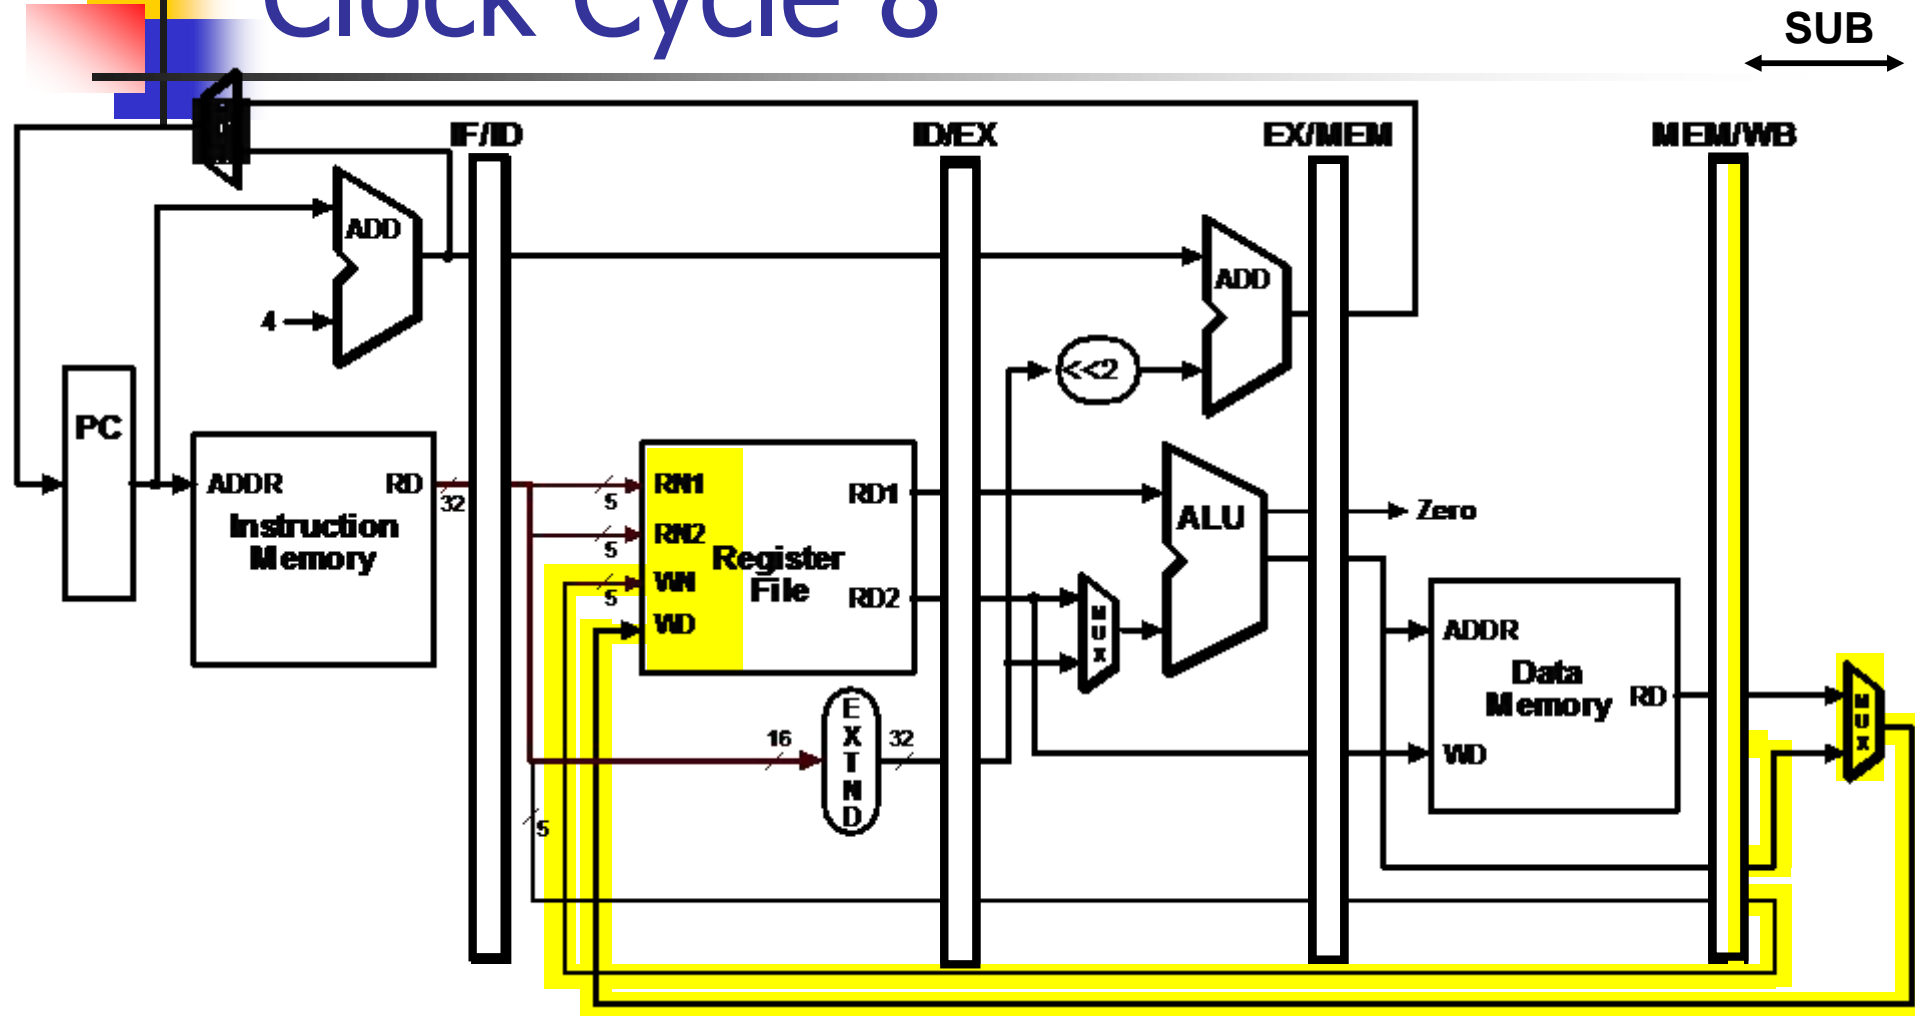 Clock Cycle 8
SUB
IF/ID
ID/EX
EX/MEM
MEM/WB
ADD
ADD
4
<<2
PC
ADDR
RD
32
Instruction
Memory
5
5
5
RN1
RN2
WN
WD
Register
File
RD1
RD2
ALU
Zero
MUX
ADDR
Data
Memory
RD
WD
MUX
16
EXTND
32
5